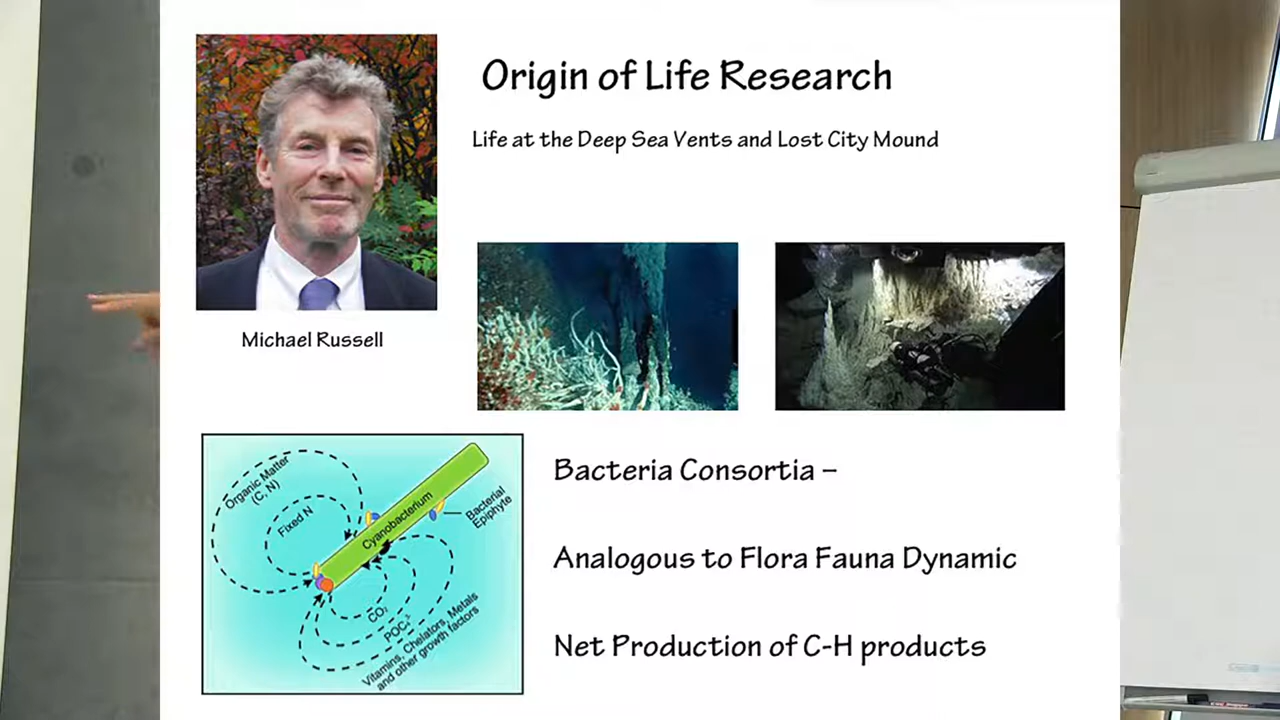 Origin of Life Research
Life at the Deep Sea Vents and Lost City Mound
Michael Russell
Organic Matter
(C, N)
Fixed N
Cyanobacterium
Bacterial
Epiphyte
CO₂
POC₄³⁻
Vitamins, Chelators, Metals
and other growth factors
Bacteria Consortia –
Analogous to Flora Fauna Dynamic
Net Production of C-H products